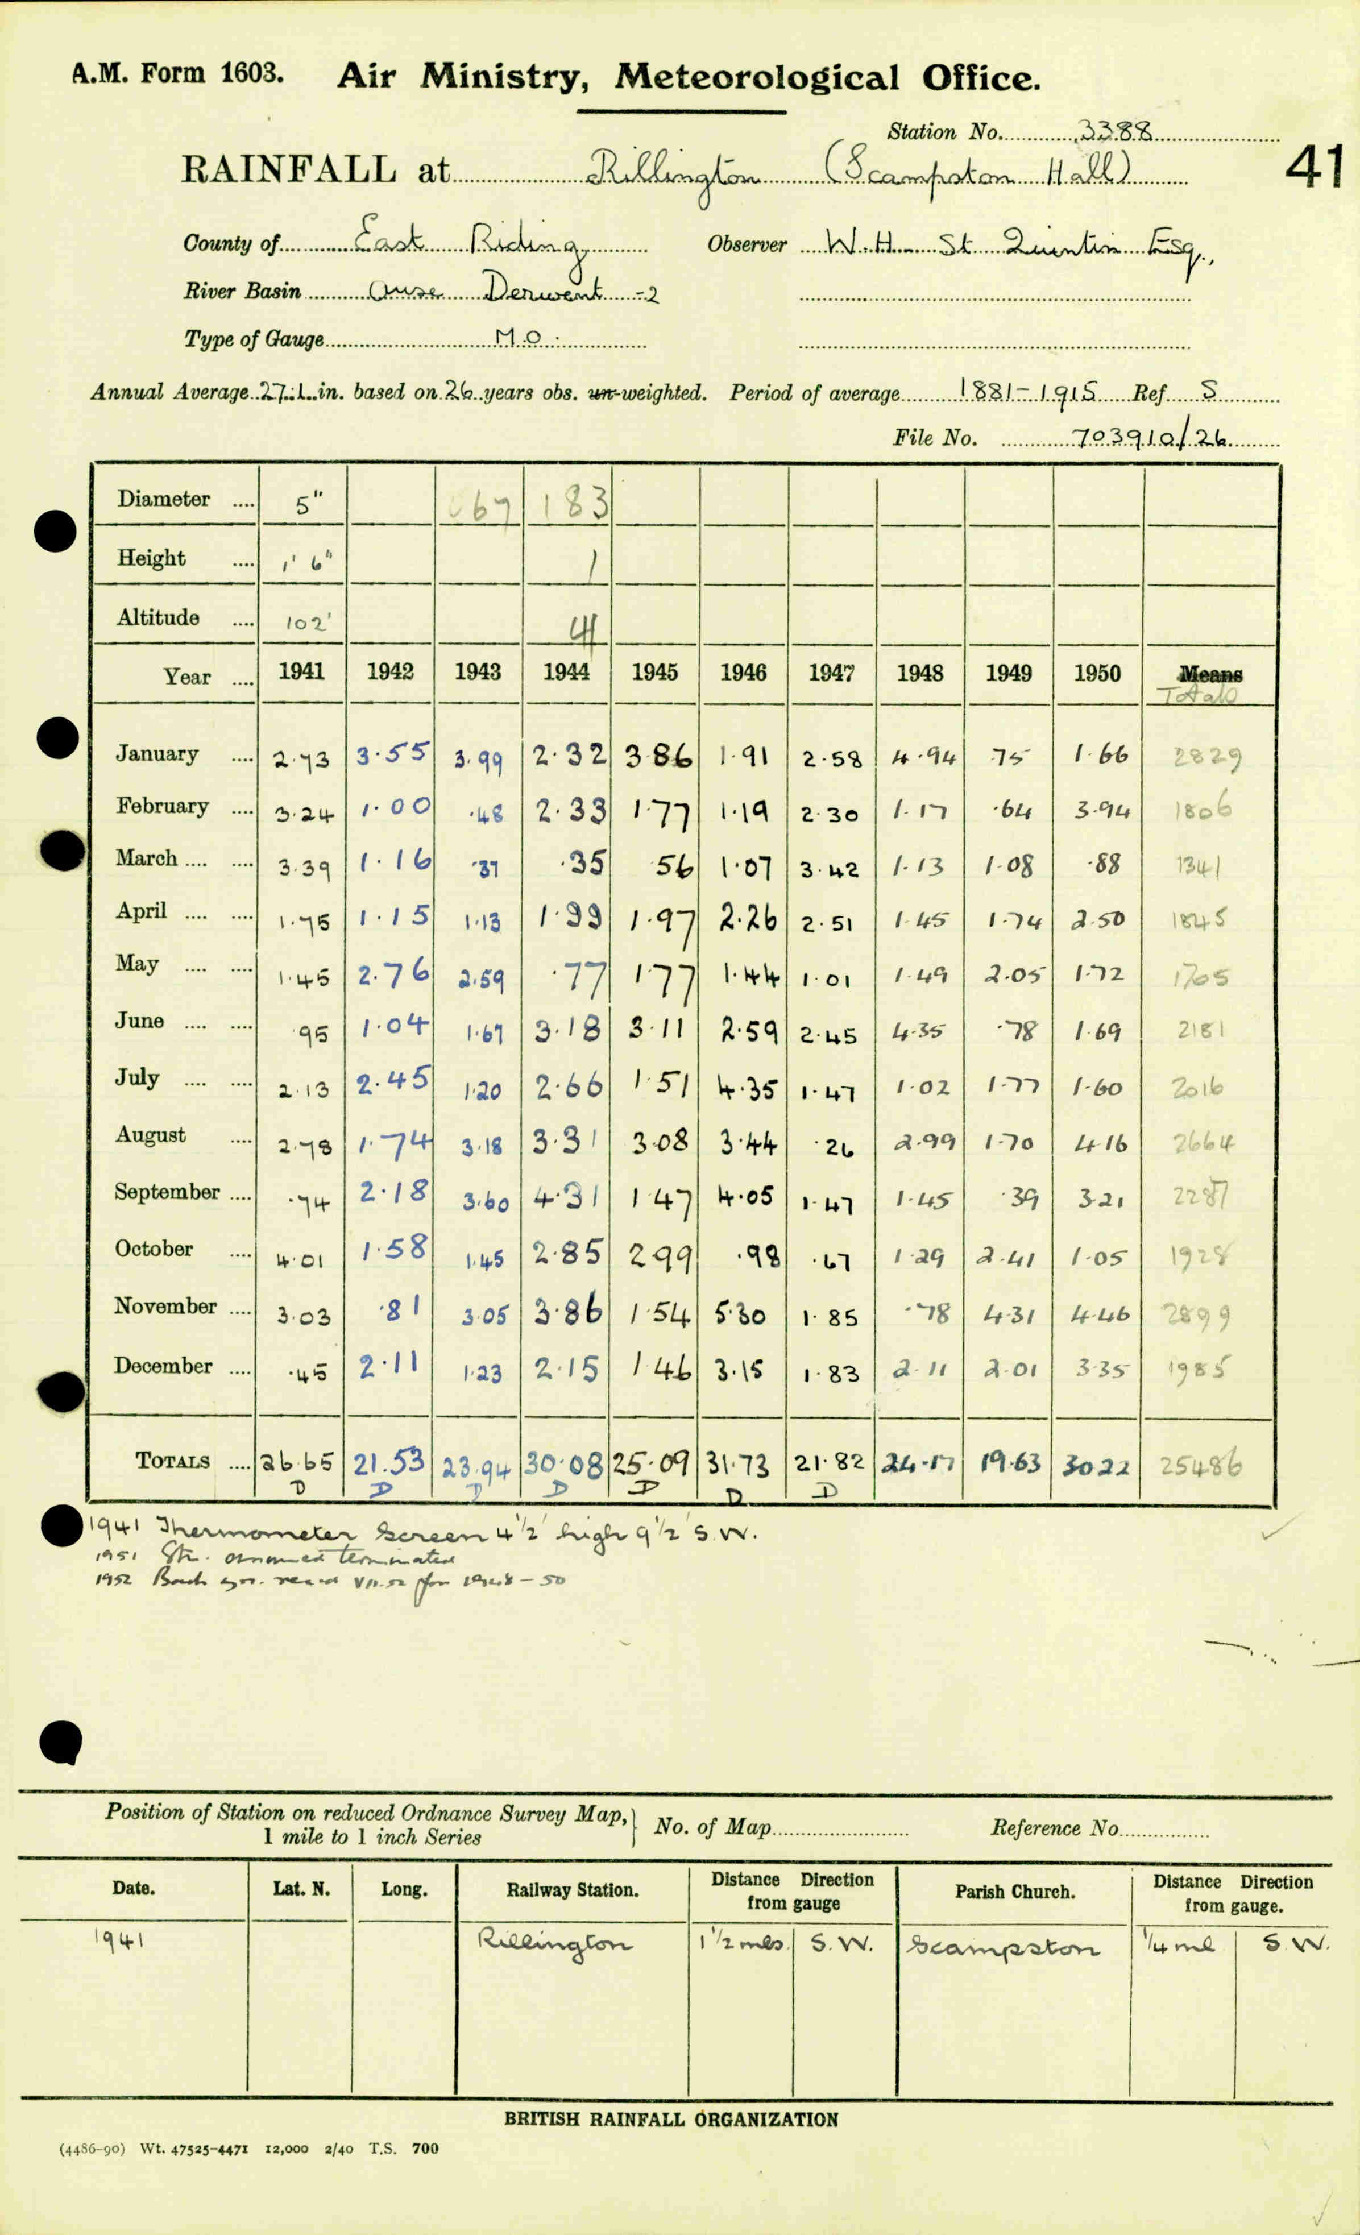 A.M. Form 1603. Air Ministry, Meteorological Office.
Station No. 3388
41
RAINFALL at Rillington (Scampston Hall)
County of East Riding Observer W.H. St Quintin Esq.,
River Basin Ouse Derwent -2
Type of Gauge M.O.
Annual Average 27.1 in. based on 26 years obs. un-weighted. Period of average 1881-1915 Ref S
File No. 703910/26
Diameter .... 5" 67 183
Height .... 1' 6" 1
Altitude .... 102' 41
Year .... 1941 1942 1943 1944 1945 1946 1947 1948 1949 1950 Means
Totals
January .... 2.73 3.55 3.99 2.32 3.86 1.91 2.58 4.94 .75 1.66 2829
February .... 3.24 1.00 .48 2.33 1.77 1.19 2.30 1.17 .64 3.94 1806
March .... .... 3.39 1.16 .37 .35 .56 1.07 3.42 1.13 1.08 .88 1341
April .... .... 1.75 1.15 1.13 1.99 1.97 2.26 2.51 1.45 1.74 2.50 1845
May .... .... 1.45 2.76 2.59 .77 1.77 1.44 1.01 1.49 2.05 1.72 1705
June .... .... .95 1.04 1.67 3.18 3.11 2.59 2.45 4.35 .78 1.69 2181
July .... .... 2.13 2.45 1.20 2.66 1.51 4.35 1.47 1.02 1.77 1.60 2016
August .... 2.78 1.74 3.18 3.31 3.08 3.44 .26 2.99 1.70 4.16 2664
September .... .74 2.18 3.60 4.31 1.47 4.05 1.47 1.45 .39 3.21 2287
October .... 4.01 1.58 1.45 2.85 2.99 .98 .67 1.29 2.41 1.05 1928
November .... 3.03 .81 3.05 3.86 1.54 5.30 1.85 .78 4.31 4.46 2899
December .... .45 2.11 1.23 2.15 1.46 3.15 1.83 2.11 2.01 3.35 1985
TOTALS .... 26.65 21.53 23.94 30.08 25.09 31.73 21.82 24.17 19.63 30.22 25486
D D D D D D D
1941 Thermometer Screen 4½' high 9½' S.W.
1951 Stn. assumed terminated
1952 Back yrs. rec'd VII.52 for 1948-50
Position of Station on reduced Ordnance Survey Map, 1 mile to 1 inch Series } No. of Map Reference No.
Date. Lat. N. Long. Railway Station. Distance from gauge Direction Parish Church. Distance from gauge. Direction
1941 Rillington 1½ mls. S.W. Scampston ¼ ml S.W.
BRITISH RAINFALL ORGANIZATION
(4486-90) Wt. 47525-4471 12,000 2/40 T.S. 700